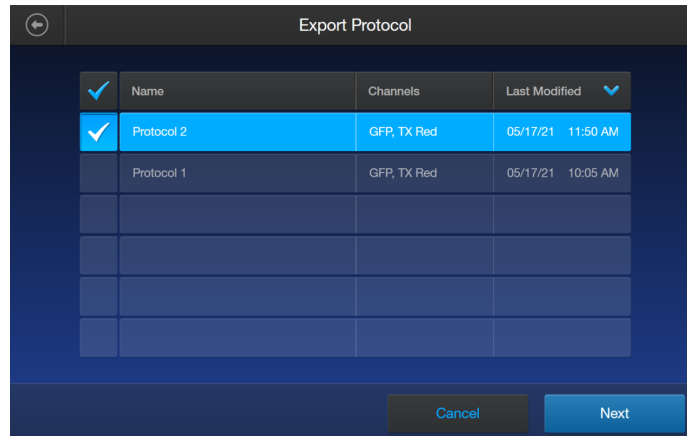 Export Protocol
Name Channels Last Modified
Protocol 2 GFP, TX Red 05/17/21 11:50 AM
Protocol 1 GFP, TX Red 05/17/21 10:05 AM
Cancel Next